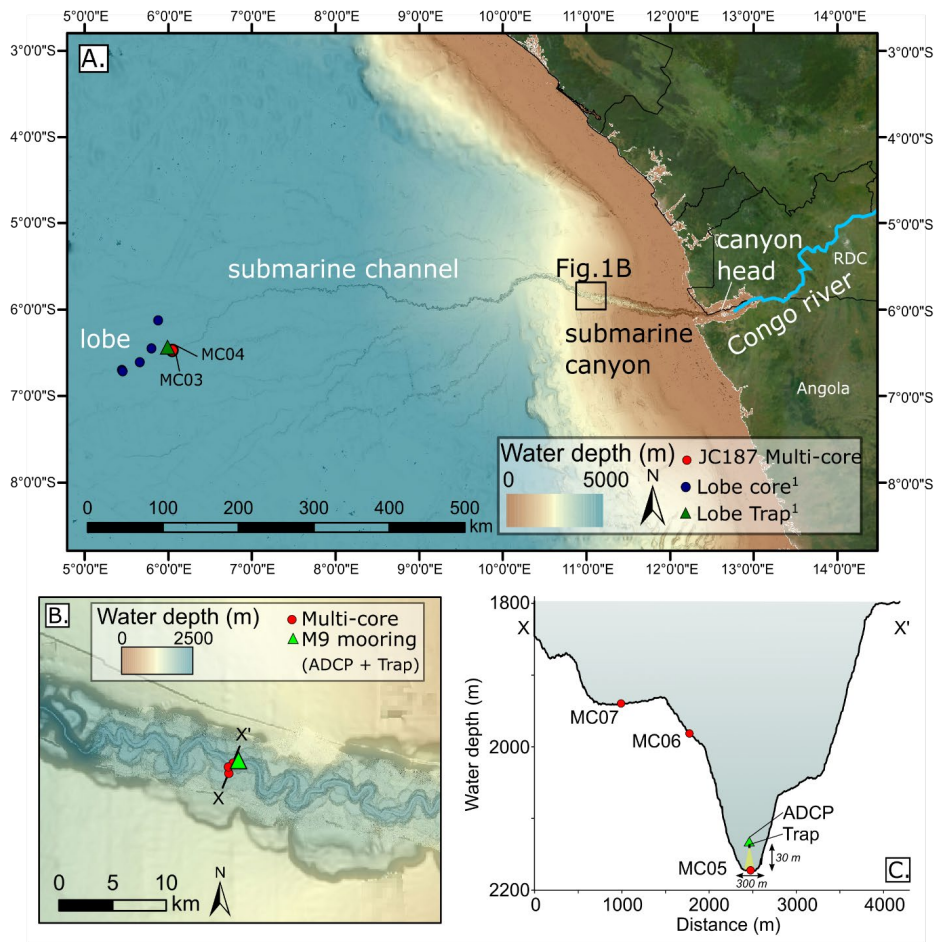 5°0'0"E 6°0'0"E 7°0'0"E 8°0'0"E 9°0'0"E 10°0'0"E 11°0'0"E 12°0'0"E 13°0'0"E 14°0'0"E
A.
3°0'0"S 3°0'0"S
4°0'0"S 4°0'0"S
5°0'0"S 5°0'0"S
6°0'0"S 6°0'0"S
7°0'0"S 7°0'0"S
8°0'0"S 8°0'0"S
submarine channel
Fig.1B
canyon
head
RDC
Congo river
lobe
MC04
MC03
submarine
canyon
Angola
Water depth (m)
0 5000
N
JC187 Multi-core
Lobe core¹
Lobe Trap¹
0 100 200 300 400 500
km
5°0'0"E 6°0'0"E 7°0'0"E 8°0'0"E 9°0'0"E 10°0'0"E 11°0'0"E 12°0'0"E 13°0'0"E 14°0'0"E
B.
Water depth (m)
0 2500
Multi-core
M9 mooring
(ADCP + Trap)
X'
X
N
0 5 10
km
1800
2000
2200
Water depth (m)
X X'
MC07
MC06
ADCP
Trap
30 m
MC05
300 m
C.
0 1000 2000 3000 4000
Distance (m)